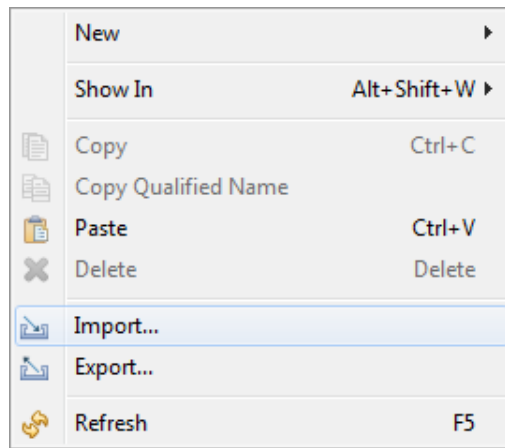 New
Show In Alt+Shift+W
Copy Ctrl+C
Copy Qualified Name
Paste Ctrl+V
Delete Delete
Import...
Export...
Refresh F5